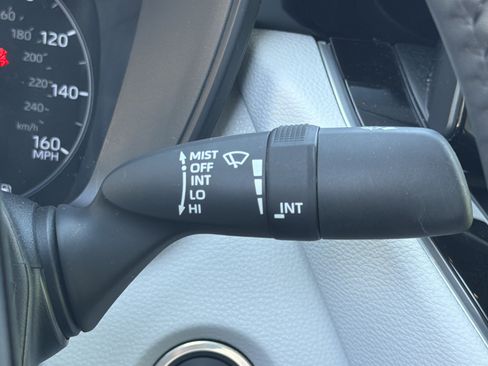 160
180
200
220
240
km/h
120
140
160
MPH
MIST
OFF
INT
LO
HI
INT